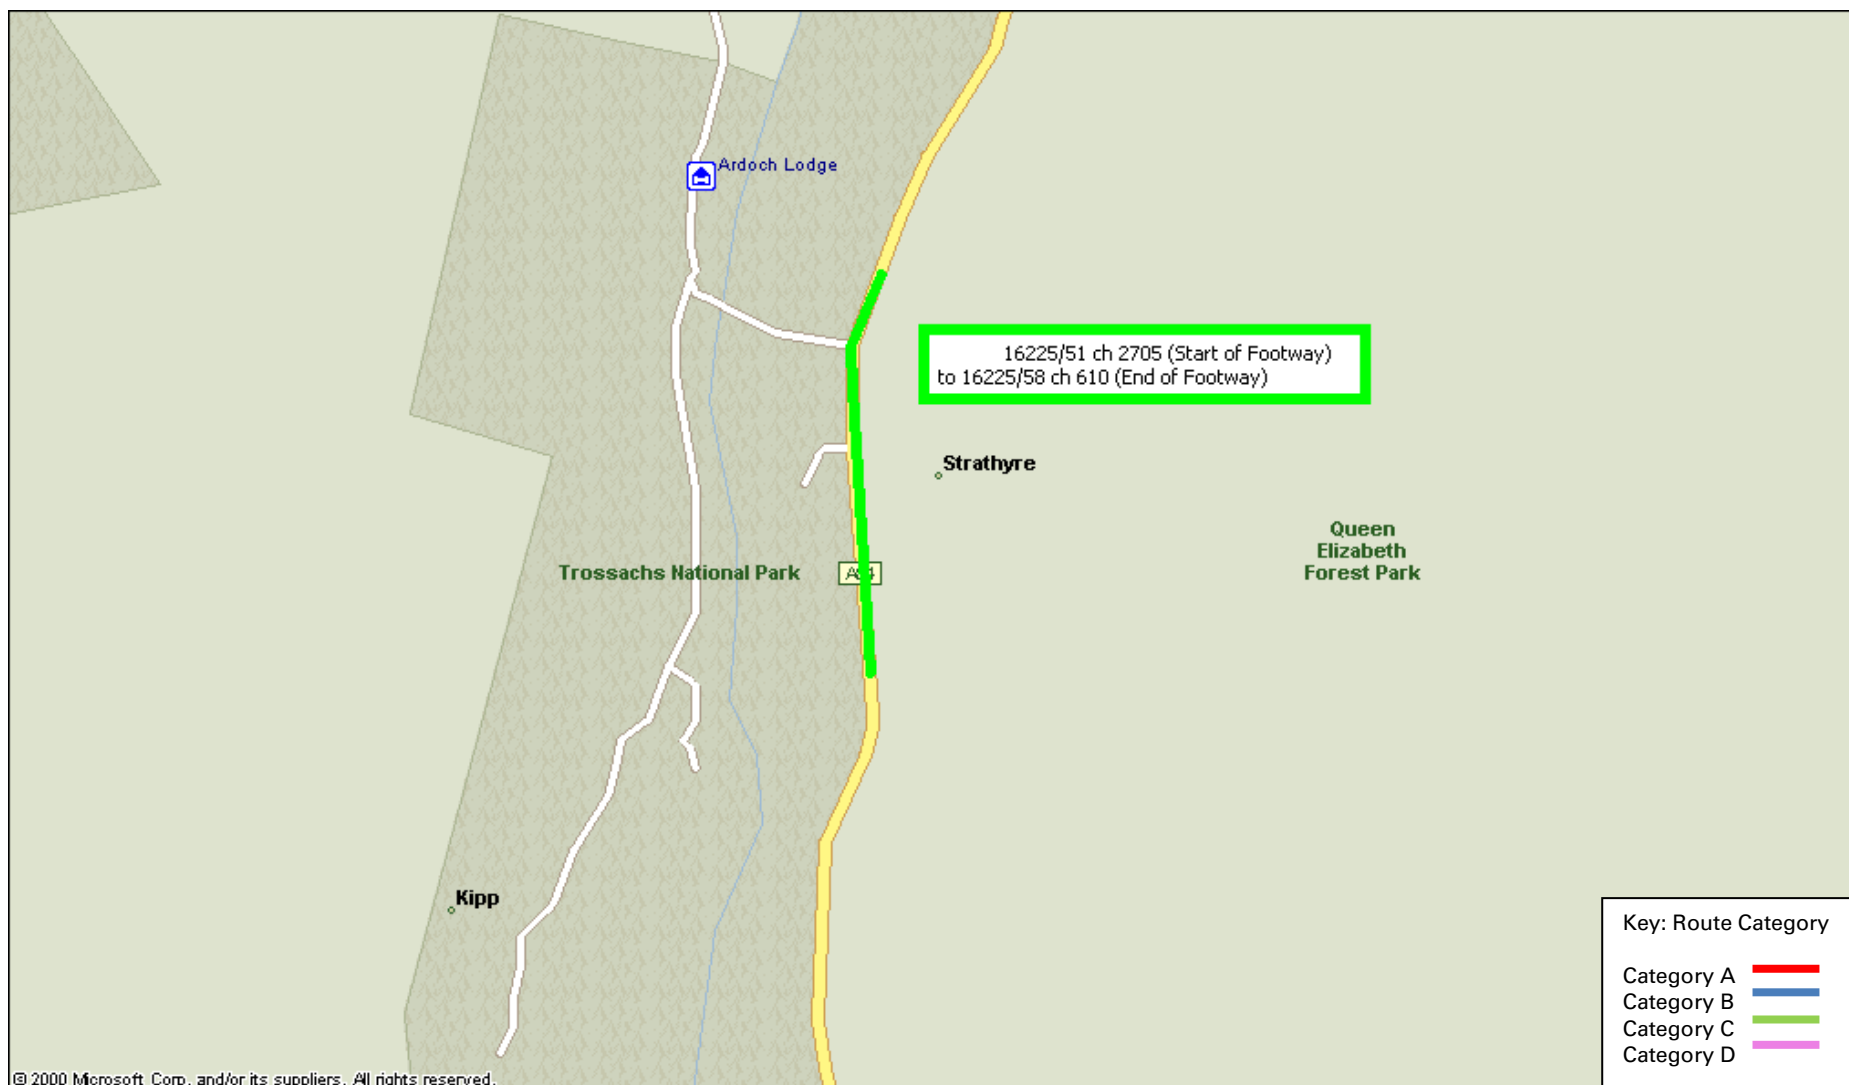 Ardoch Lodge
16225/51 ch 2705 (Start of Footway)
to 16225/58 ch 610 (End of Footway)
Strathyre
Queen
Elizabeth
Forest Park
Trossachs National Park
Kipp
Key: Route Category
Category A
Category B
Category C
Category D
© 2000 Microsoft Corp. and/or its suppliers. All rights reserved.